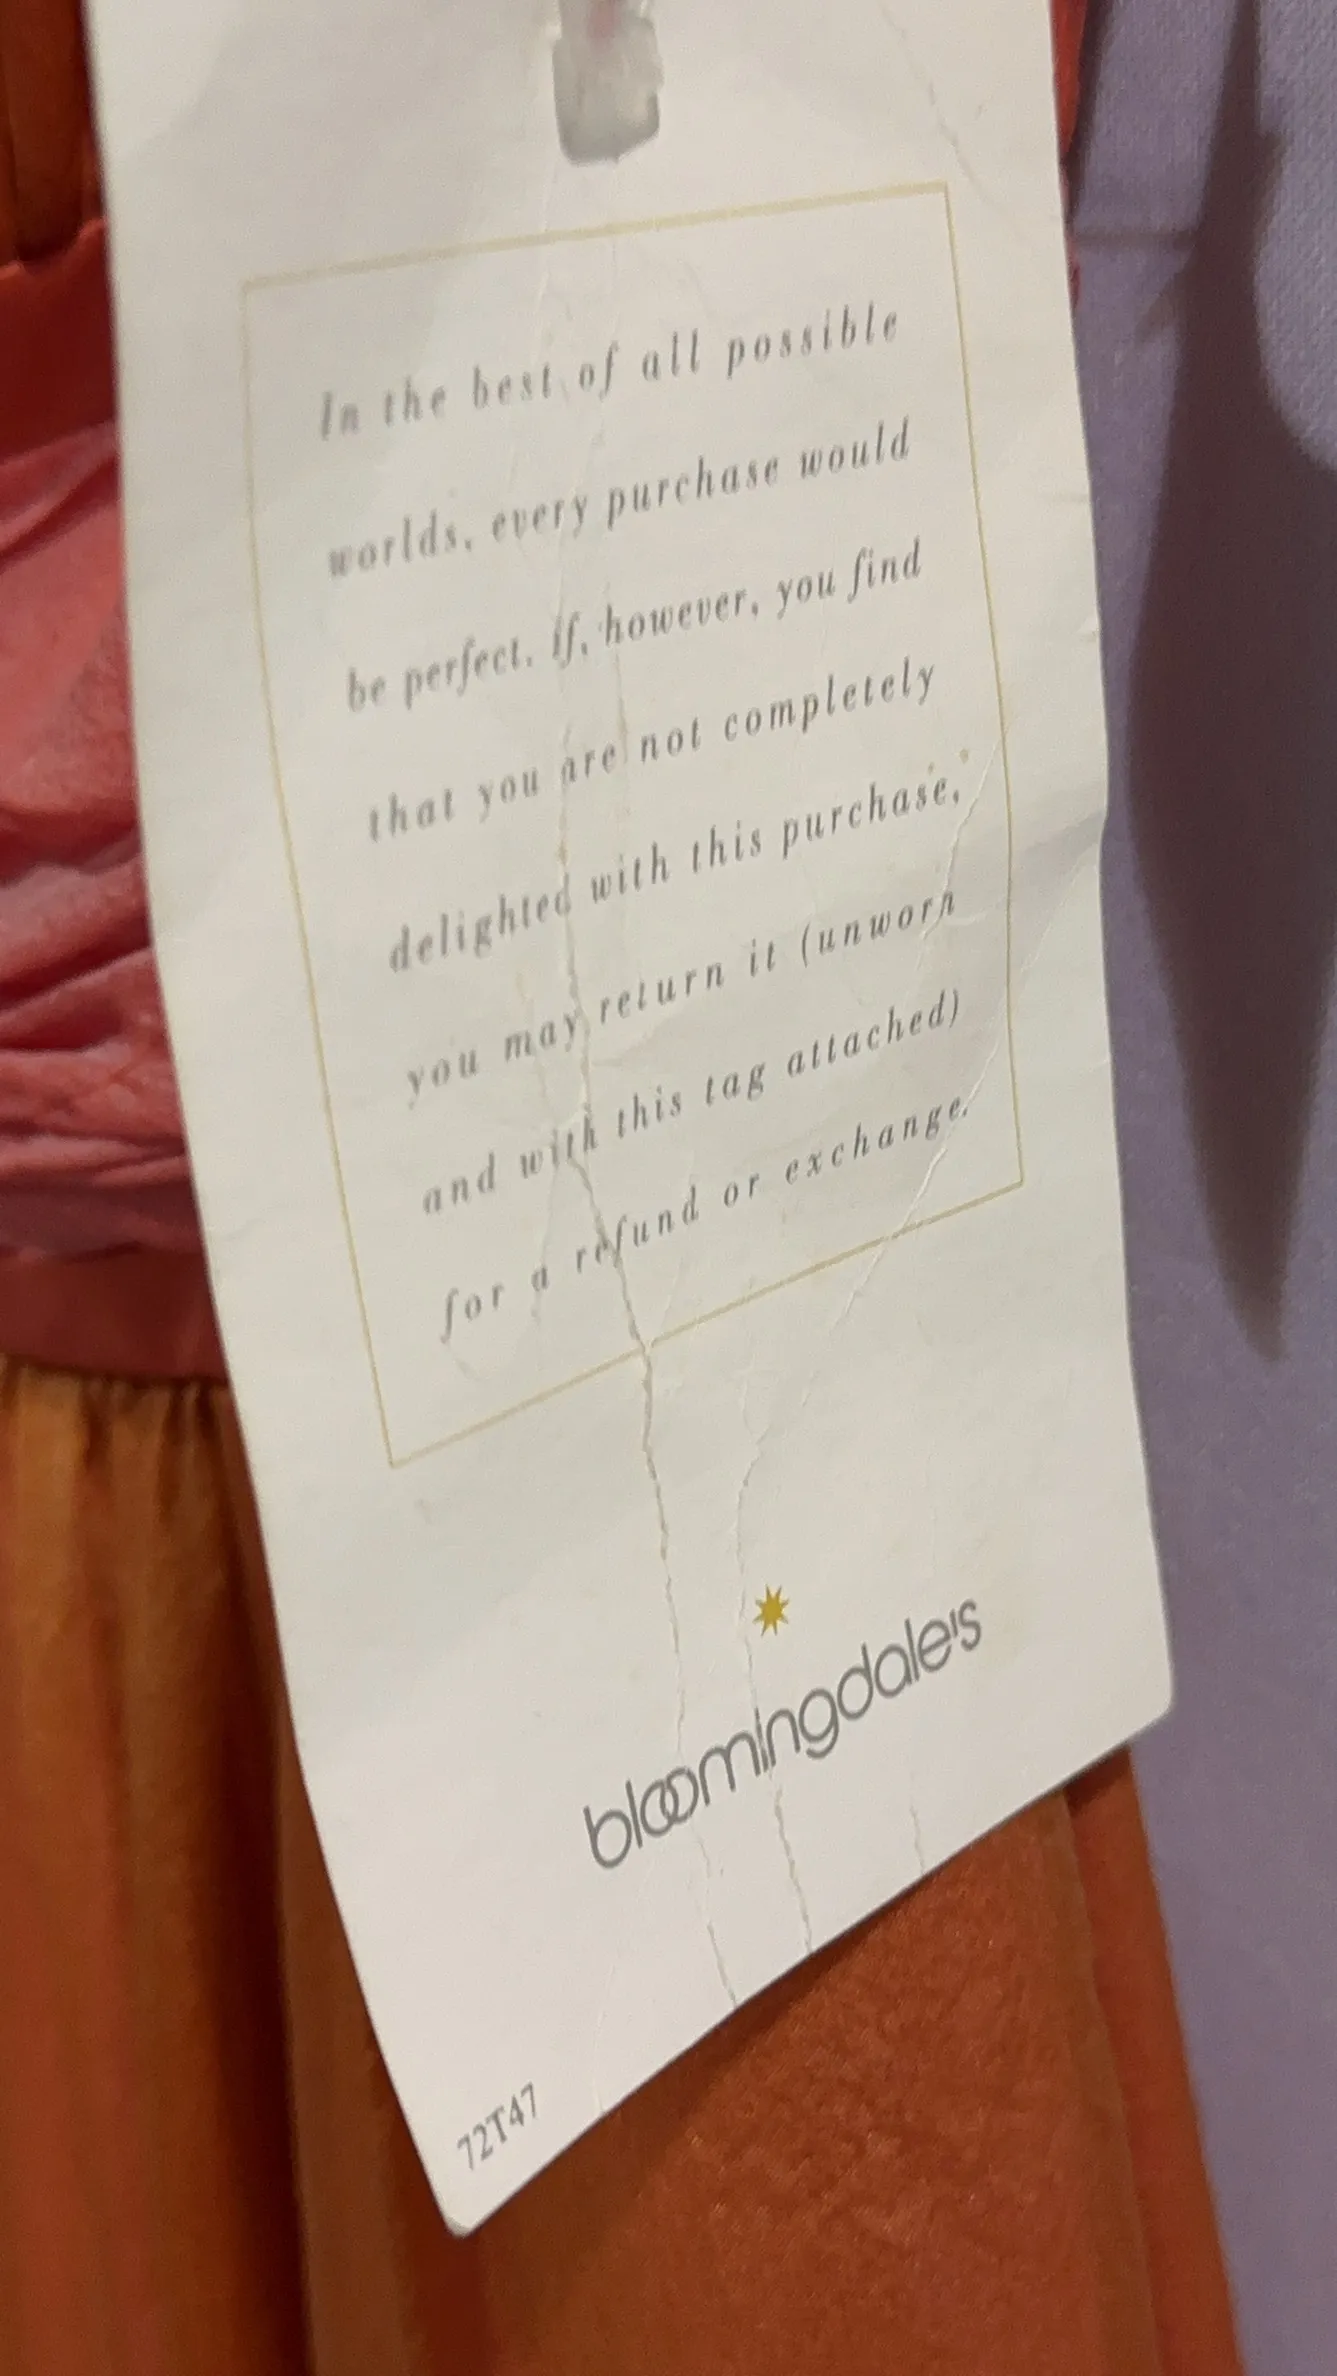 In the best of all possible
worlds, every purchase would
be perfect. If, however, you find
that you are not completely
delighted with this purchase,
you may return it (unworn
and with this tag attached)
for a refund or exchange.
bloomingdale's
72T47